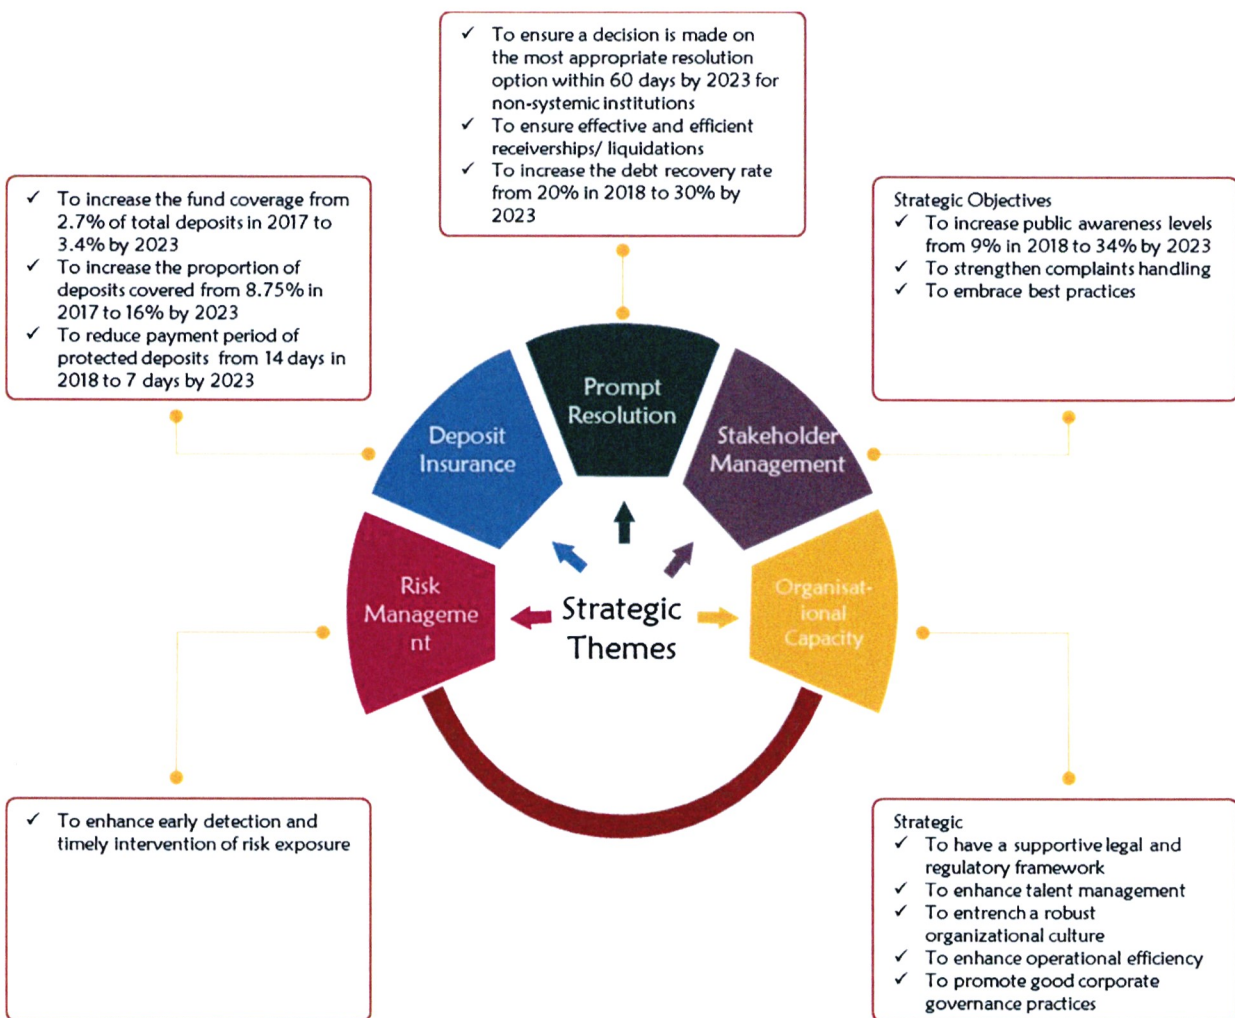 ✓ To ensure a decision is made on
the most appropriate resolution
option within 60 days by 2023 for
non-systemic institutions
✓ To ensure effective and efficient
receiverships/ liquidations
✓ To increase the debt recovery rate
from 20% in 2018 to 30% by
2023
✓ To increase the fund coverage from
2.7% of total deposits in 2017 to
3.4% by 2023
✓ To increase the proportion of
deposits covered from 8.75% in
2017 to 16% by 2023
✓ To reduce payment period of
protected deposits from 14 days in
2018 to 7 days by 2023
Strategic Objectives
✓ To increase public awareness levels
from 9% in 2018 to 34% by 2023
✓ To strengthen complaints handling
✓ To embrace best practices
Prompt
Resolution
Deposit
Insurance
Stakeholder
Management
Risk
Manageme
nt
Strategic
Themes
Organisat-
ional
Capacity
✓ To enhance early detection and
timely intervention of risk exposure
Strategic
✓ To have a supportive legal and
regulatory framework
✓ To enhance talent management
✓ To entrench a robust
organizational culture
✓ To enhance operational efficiency
✓ To promote good corporate
governance practices